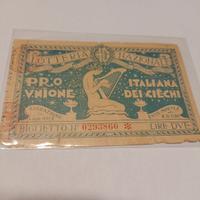 LOTTERIA NAZIONALE
PRO ITALIANA
VNIONE DEI CIECHI
BIGLIETTO N° 0293860 LIRE DVE